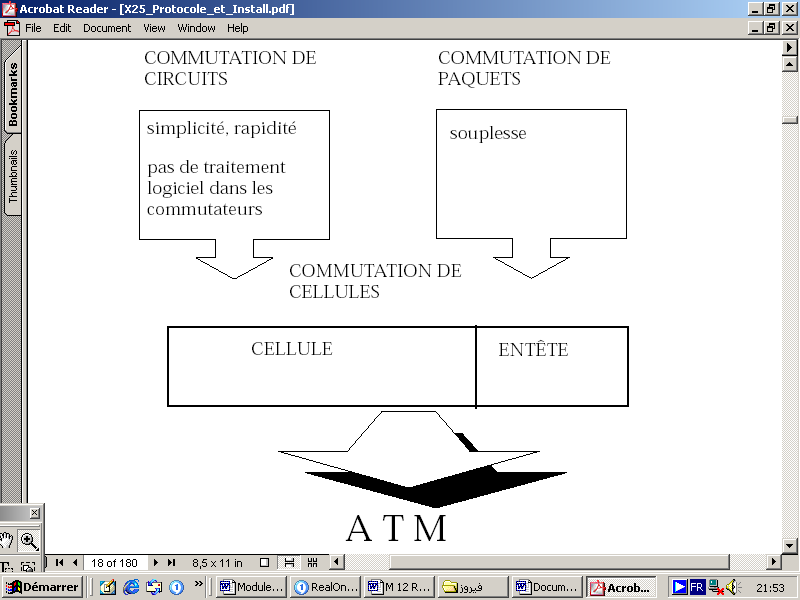 Acrobat Reader - [X25_Protocole_et_Install.pdf]
File Edit Document View Window Help
Bookmarks
Thumbnails
COMMUTATION DE
CIRCUITS
COMMUTATION DE
PAQUETS
simplicité, rapidité
pas de traitement
logiciel dans les
commutateurs
souplesse
COMMUTATION DE
CELLULES
CELLULE
ENTÊTE
A T M
18 of 180
8,5 x 11 in
Démarrer
»
Module...
RealOn...
M 12 R...
فيروز
Docum...
Acrob...
FR
21:53